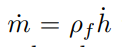 ṁ = ρ_f ḣ